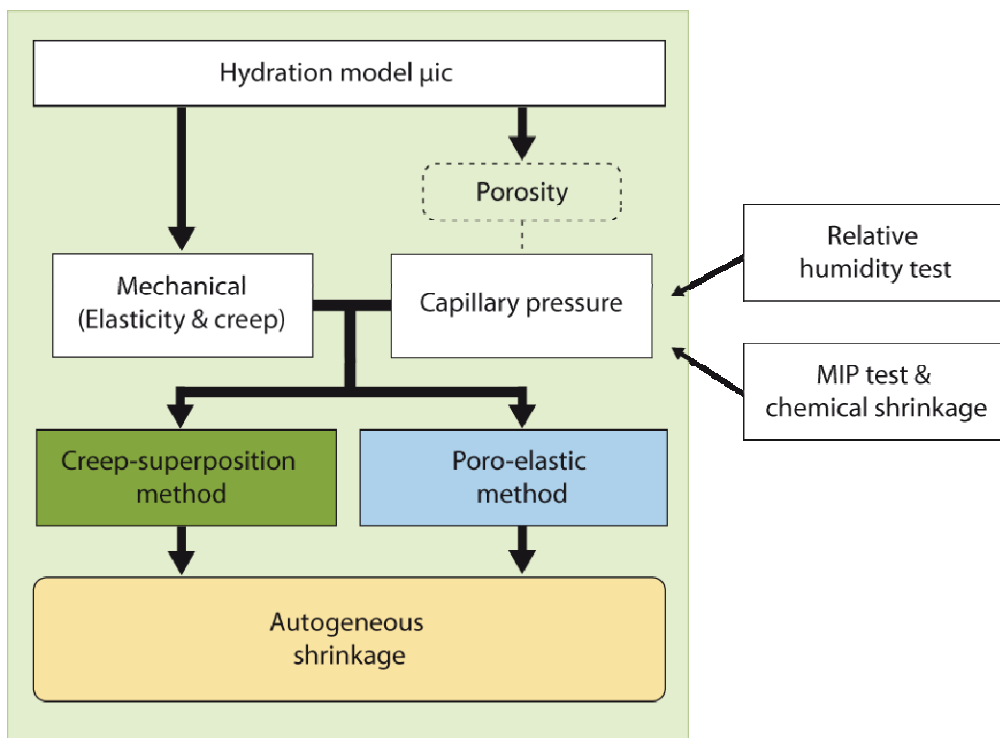 Hydration model µic
Porosity
Mechanical
(Elasticity & creep)
Capillary pressure
Relative
humidity test
MIP test &
chemical shrinkage
Creep-superposition
method
Poro-elastic
method
Autogeneous
shrinkage